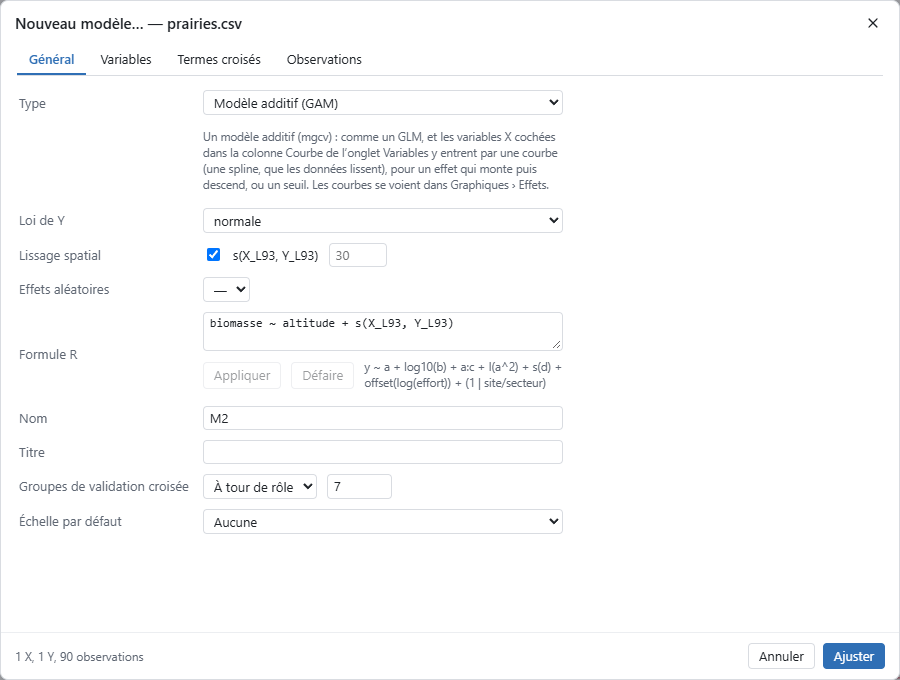 Nouveau modèle... — prairies.csv
Général
Variables
Termes croisés
Observations
Type
Modèle additif (GAM)
Un modèle additif (mgcv) : comme un GLM, et les variables X cochées
dans la colonne Courbe de l’onglet Variables y entrent par une courbe
(une spline, que les données lissent), pour un effet qui monte puis
descend, ou un seuil. Les courbes se voient dans Graphiques › Effets.
Loi de Y
normale
Lissage spatial
s(X_L93, Y_L93)
30
Effets aléatoires
—
Formule R
biomasse ~ altitude + s(X_L93, Y_L93)
Appliquer
Défaire
y ~ a + log10(b) + a:c + I(a^2) + s(d) +
offset(log(effort)) + (1 | site/secteur)
Nom
M2
Titre
Groupes de validation croisée
À tour de rôle
7
Échelle par défaut
Aucune
1 X, 1 Y, 90 observations
Annuler
Ajuster